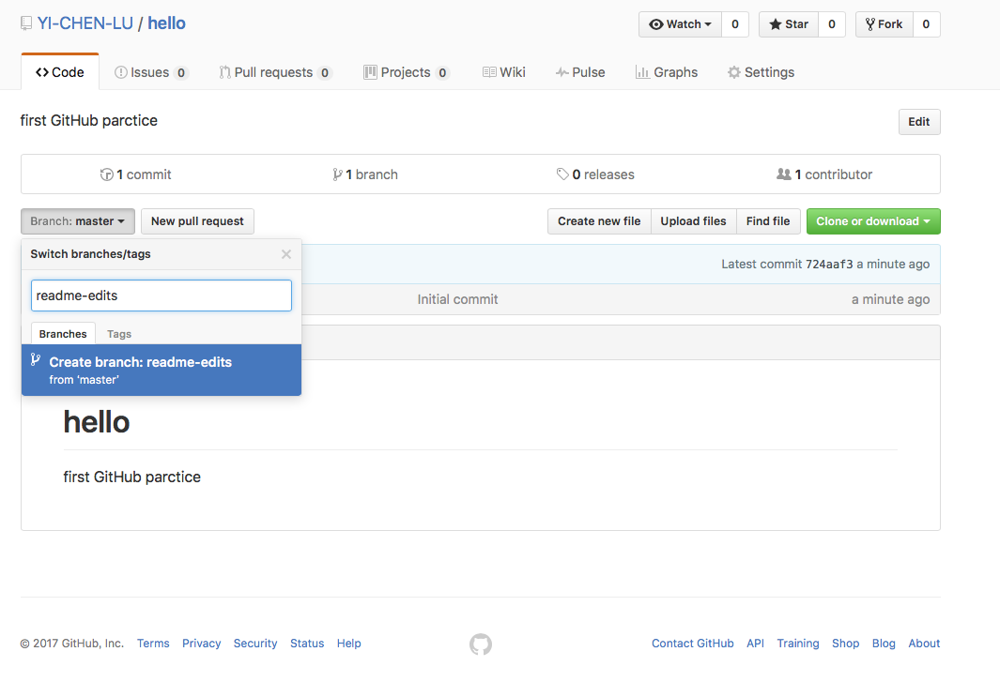 YI-CHEN-LU / hello
Watch 0 Star 0 Fork 0
Code Issues 0 Pull requests 0 Projects 0 Wiki Pulse Graphs Settings
first GitHub parctice
Edit
1 commit 1 branch 0 releases 1 contributor
Branch: master New pull request Create new file Upload files Find file Clone or download
Switch branches/tags
Latest commit 724aaf3 a minute ago
readme-edits
Initial commit a minute ago
Branches Tags
Create branch: readme-edits
from ‘master’
hello
first GitHub parctice
© 2017 GitHub, Inc. Terms Privacy Security Status Help Contact GitHub API Training Shop Blog About